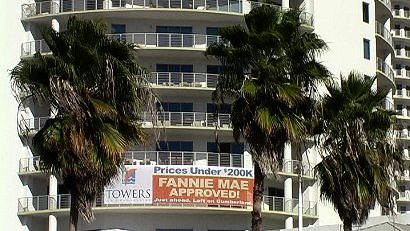 Prices Under $200K
TOWERS
FANNIE MAE
APPROVED!
Just ahead. Left on Cumberland